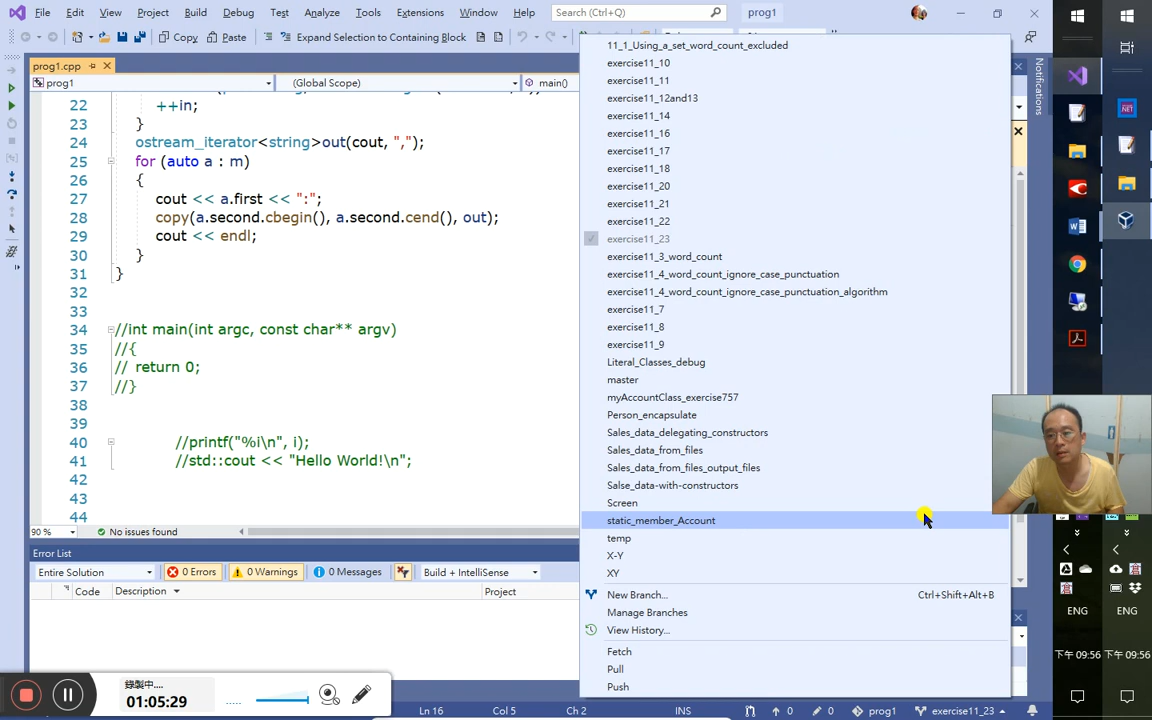 File Edit View Git Project Build Debug Test Analyze Tools Extensions Window Help Search (Ctrl+Q) prog1
Copy Paste Expand Selection to Containing Block
prog1.cpp
prog1 (Global Scope) main()
22 ++in;
23 }
24 ostream_iterator<string>out(cout, ",");
25 for (auto a : m)
26 {
27 cout << a.first << ":";
28 copy(a.second.cbegin(), a.second.cend(), out);
29 cout << endl;
30 }
31 }
32
33
34 //int main(int argc, const char** argv)
35 //{
36 // return 0;
37 //}
38
39
40 //printf("%i\n", i);
41 //std::cout << "Hello World!\n";
42
43
44
90 % No issues found
Error List
Entire Solution 0 Errors 0 Warnings 0 Messages Build + IntelliSense
Code Description Project
錄製中...
01:05:29
Ln 16 Col 5 Ch 2 INS 0 0 prog1 exercise11_23
11_1_Using_a_set_word_count_excluded
exercise11_10
exercise11_11
exercise11_12and13
exercise11_14
exercise11_16
exercise11_17
exercise11_18
exercise11_20
exercise11_21
exercise11_22
exercise11_23
exercise11_3_word_count
exercise11_4_word_count_ignore_case_punctuation
exercise11_4_word_count_ignore_case_punctuation_algorithm
exercise11_7
exercise11_8
exercise11_9
Literal_Classes_debug
master
myAccountClass_exercise757
Person_encapsulate
Sales_data_delegating_constructors
Sales_data_from_files
Sales_data_from_files_output_files
Salse_data-with-constructors
Screen
static_member_Account
temp
X-Y
XY
New Branch... Ctrl+Shift+Alt+B
Manage Branches
View History...
Fetch
Pull
Push
Notifications
ENG ENG
下午 09:56 下午 09:56